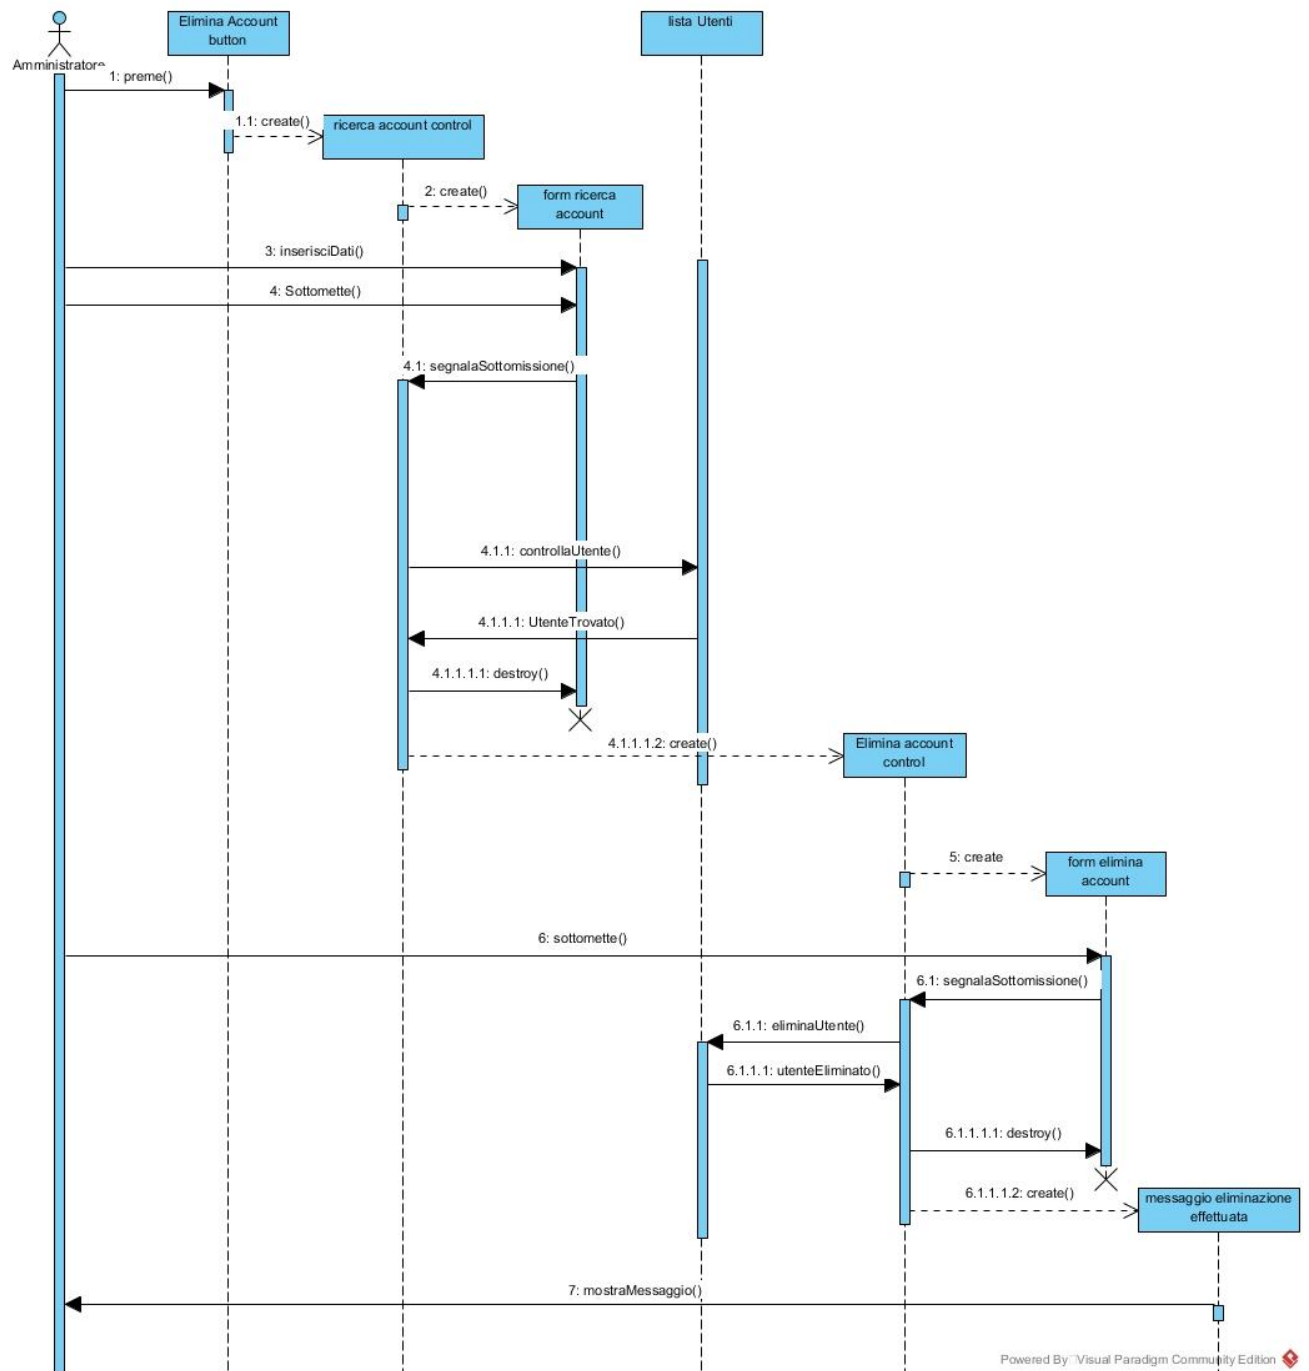 Elimina Account
button
lista Utenti
Amministratore
1: preme()
1.1: create()
ricerca account control
2: create()
form ricerca
account
3: inserisciDati()
4: Sottomette()
4.1: segnalaSottomissione()
4.1.1: controllaUtente()
4.1.1.1: UtenteTrovato()
4.1.1.1.1: destroy()
4.1.1.1.2: create()
Elimina account
control
5: create
form elimina
account
6: sottomette()
6.1: segnalaSottomissione()
6.1.1: eliminaUtente()
6.1.1.1: utenteEliminato()
6.1.1.1.1: destroy()
6.1.1.1.2: create()
messaggio eliminazione
effettuata
7: mostraMessaggio()
Powered By Visual Paradigm Community Edition